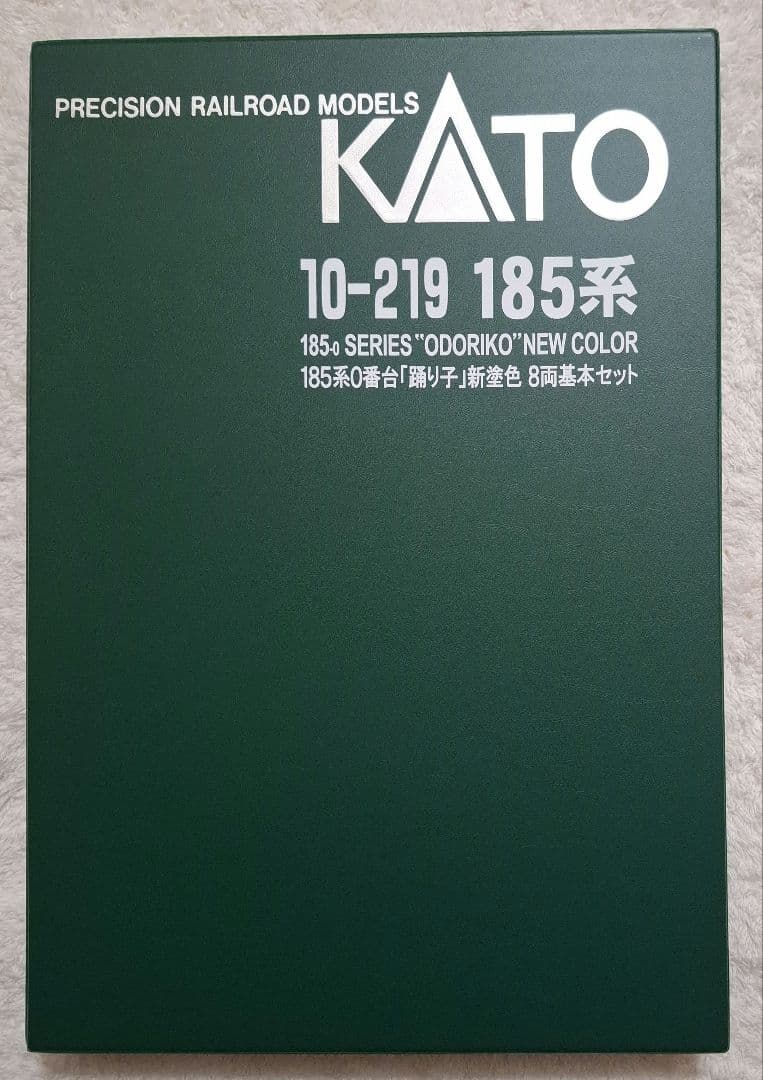 PRECISION RAILROAD MODELS
KATO
10-219 185系
185-0 SERIES "ODORIKO" NEW COLOR
185系0番台「踊り子」新塗色 8両基本セット